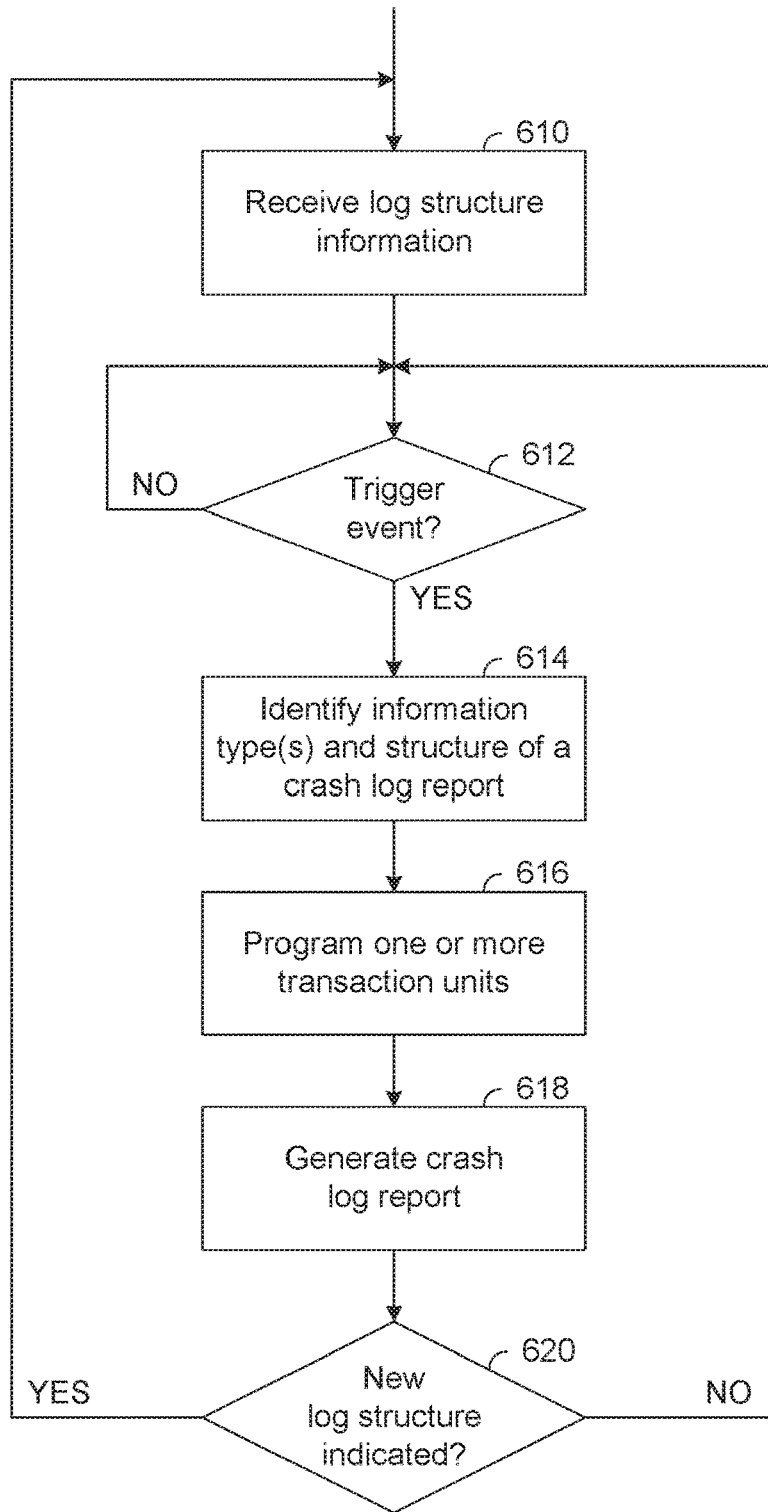 610
Receive log structure
information
612
NO
Trigger
event?
YES
614
Identify information
type(s) and structure of a
crash log report
616
Program one or more
transaction units
618
Generate crash
log report
620
YES
New
log structure
indicated?
NO